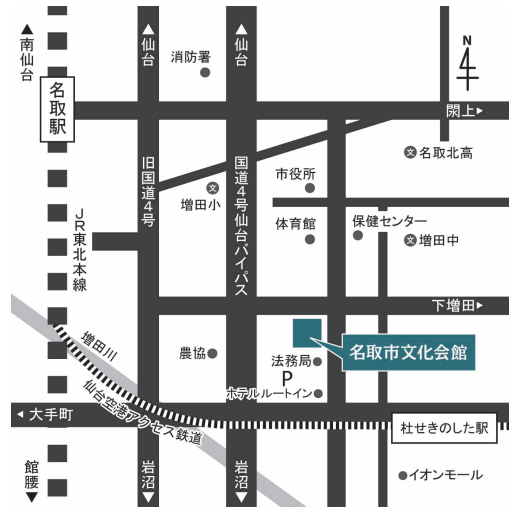 ▲南仙台
▲仙台
▲仙台
消防署
N
名取駅
閖上▶
文名取北高
旧国道4号
国道4号仙台バイパス
市役所
文
増田小
JR東北本線
体育館
保健センター
文増田中
下増田▶
増田川
農協
名取市文化会館
法務局
P
ホテルルートイン
仙台空港アクセス鉄道
◀大手町
杜せきのした駅
館腰▼
岩沼▼
岩沼▼
イオンモール